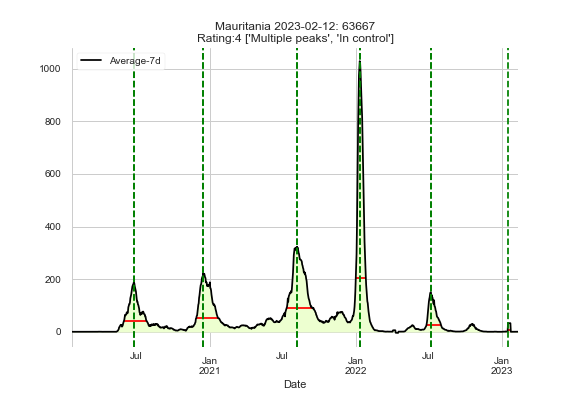 Mauritania 2023-02-12: 63667
Rating:4 ['Multiple peaks', 'In control']
Average-7d
1000
800
600
400
200
0
Jul
Jan
2021
Jul
Jan
2022
Jul
Jan
2023
Date